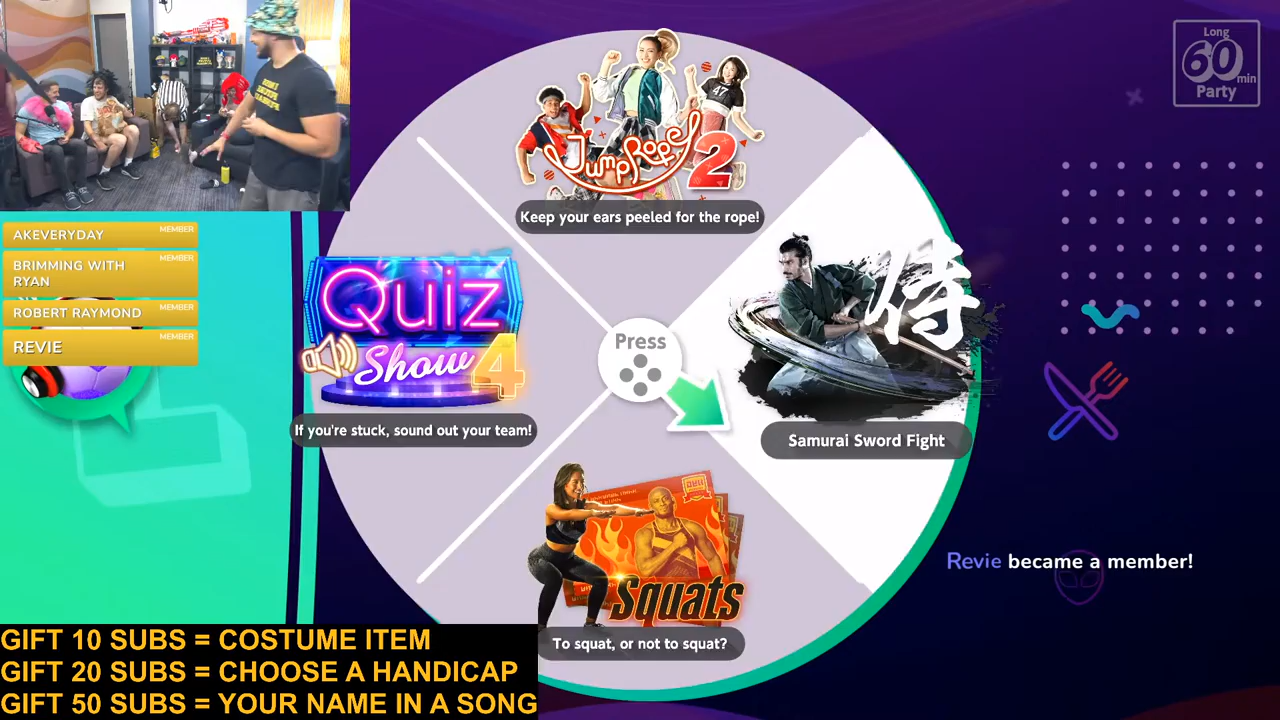 Long
60 min
Party
Jump Rope 2
47
Keep your ears peeled for the rope!
AKEVERYDAY MEMBER
BRIMMING WITH MEMBER
RYAN
ROBERT RAYMOND MEMBER
REVIE MEMBER
Quiz
Show 4
If you're stuck, sound out your team!
Press
侍
Samurai Sword Fight
Squats
To squat, or not to squat?
Revie became a member!
GIFT 10 SUBS = COSTUME ITEM
GIFT 20 SUBS = CHOOSE A HANDICAP
GIFT 50 SUBS = YOUR NAME IN A SONG